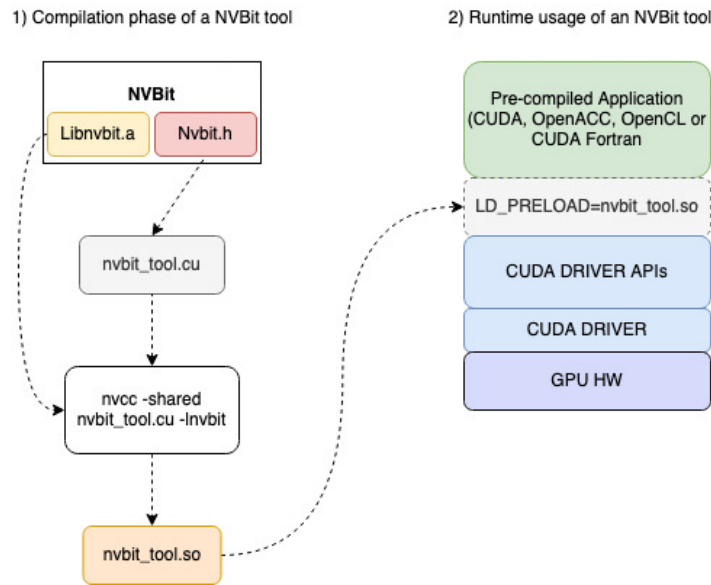 1) Compilation phase of a NVBit tool
NVBit
Libnvbit.a
Nvbit.h
nvbit_tool.cu
nvcc -shared
nvbit_tool.cu -lnvbit
nvbit_tool.so
2) Runtime usage of an NVBit tool
Pre-compiled Application
(CUDA, OpenACC, OpenCL or
CUDA Fortran
LD_PRELOAD=nvbit_tool.so
CUDA DRIVER APIs
CUDA DRIVER
GPU HW